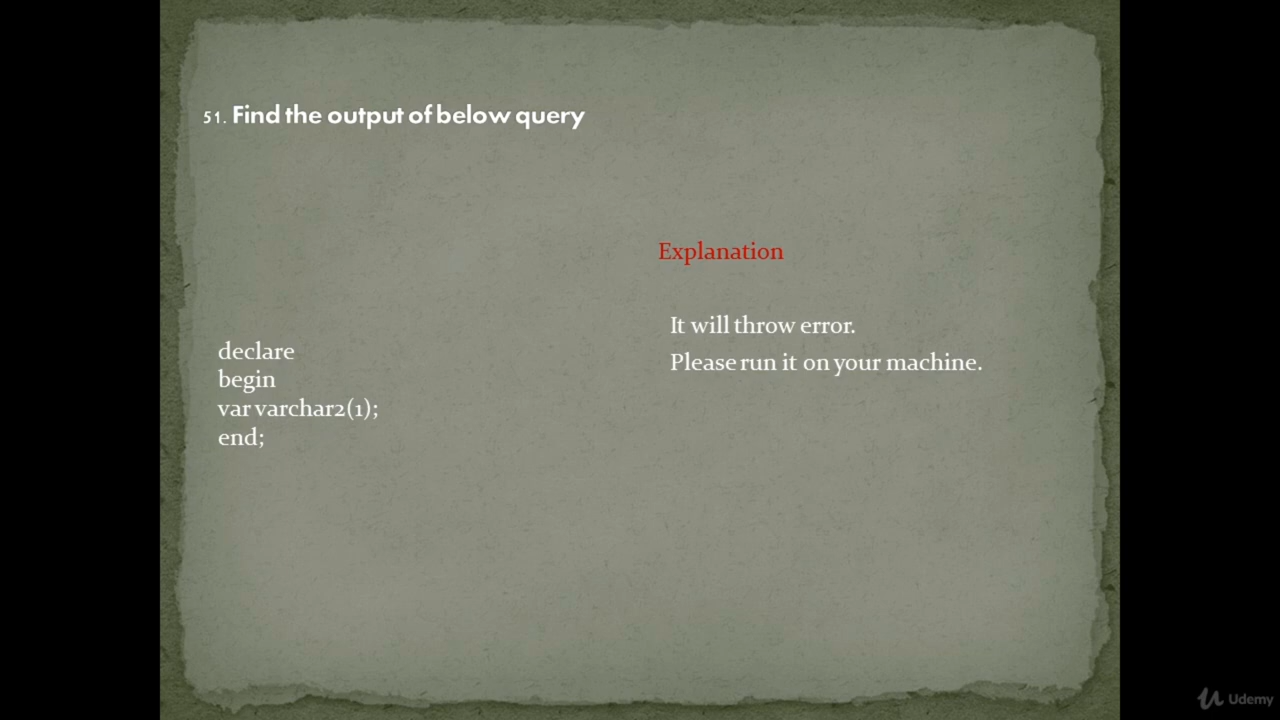 51. Find the output of below query
Explanation
It will throw error.
Please run it on your machine.
declare
begin
var varchar2(1);
end;
Udemy